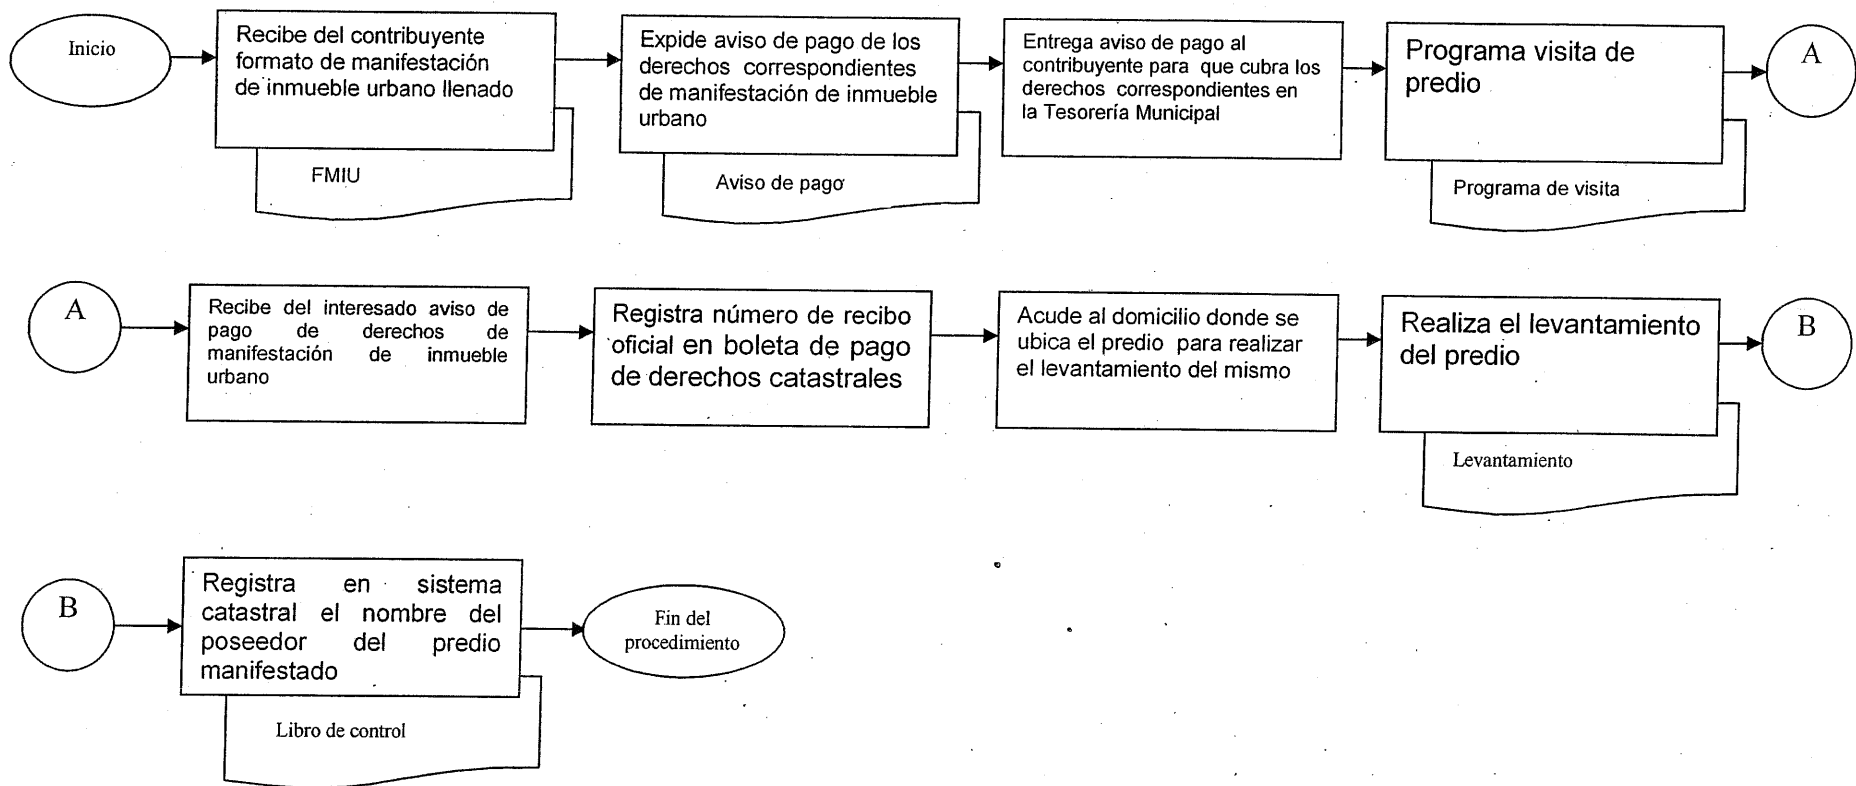 Inicio
Recibe del contribuyente
formato de manifestación
de inmueble urbano llenado
FMIU
Expide aviso de pago de los
derechos correspondientes
de manifestación de inmueble
urbano
Aviso de pago
Entrega aviso de pago al
contribuyente para que cubra los
derechos correspondientes en
la Tesorería Municipal
Programa visita de
predio
Programa de visita
A
A
Recibe del interesado aviso de
pago de derechos de
manifestación de inmueble
urbano
Registra número de recibo
oficial en boleta de pago
de derechos catastrales
Acude al domicilio donde se
ubica el predio para realizar
el levantamiento del mismo
Realiza el levantamiento
del predio
Levantamiento
B
B
Registra en sistema
catastral el nombre del
poseedor del predio
manifestado
Libro de control
Fin del
procedimiento